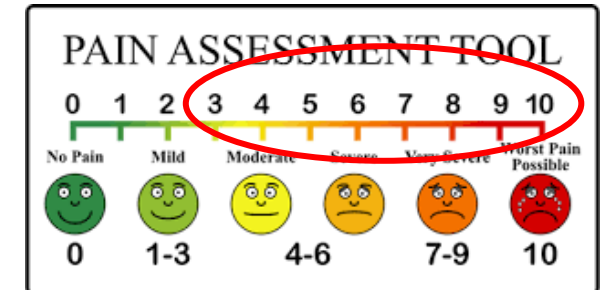 PAIN ASSESSMENT TOOL
0 1 2 3 4 5 6 7 8 9 10
No Pain Mild Moderate Severe Very Severe Worst Pain
Possible
0 1-3 4-6 7-9 10